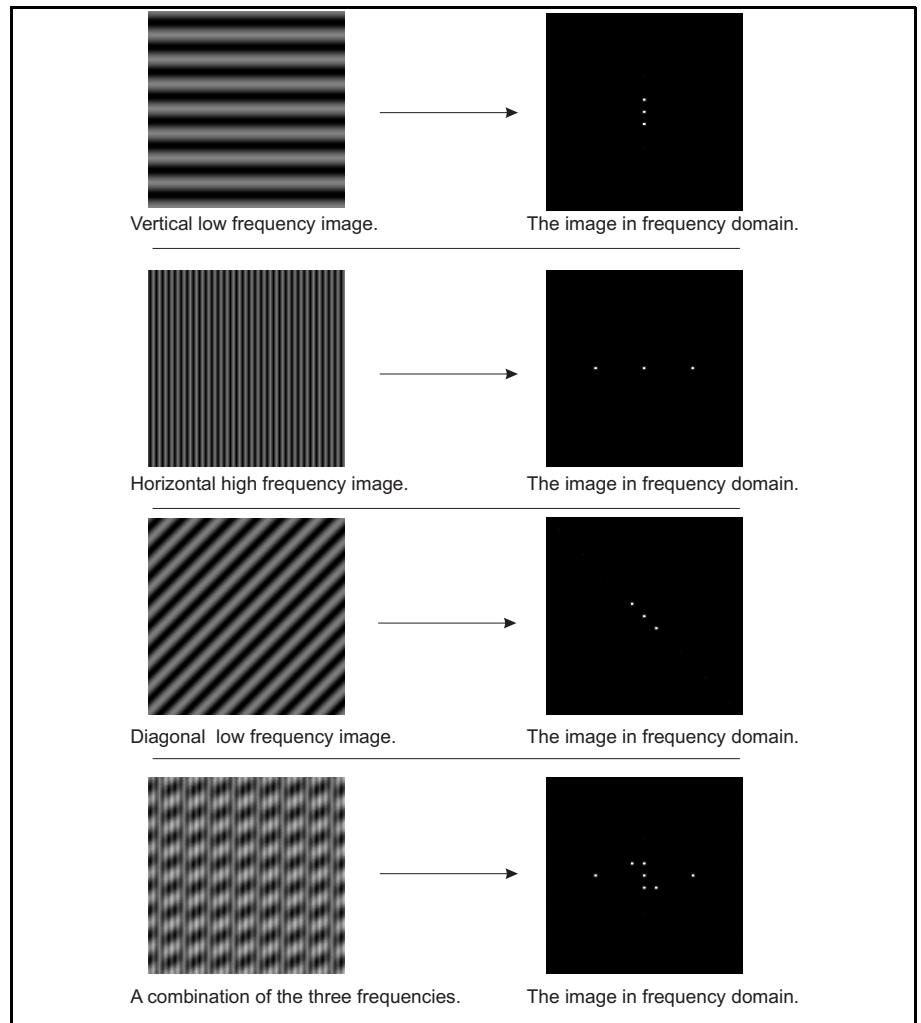 Vertical low frequency image.
The image in frequency domain.
Horizontal high frequency image.
The image in frequency domain.
Diagonal  low frequency image.
The image in frequency domain.
A combination of the three frequencies.
The image in frequency domain.